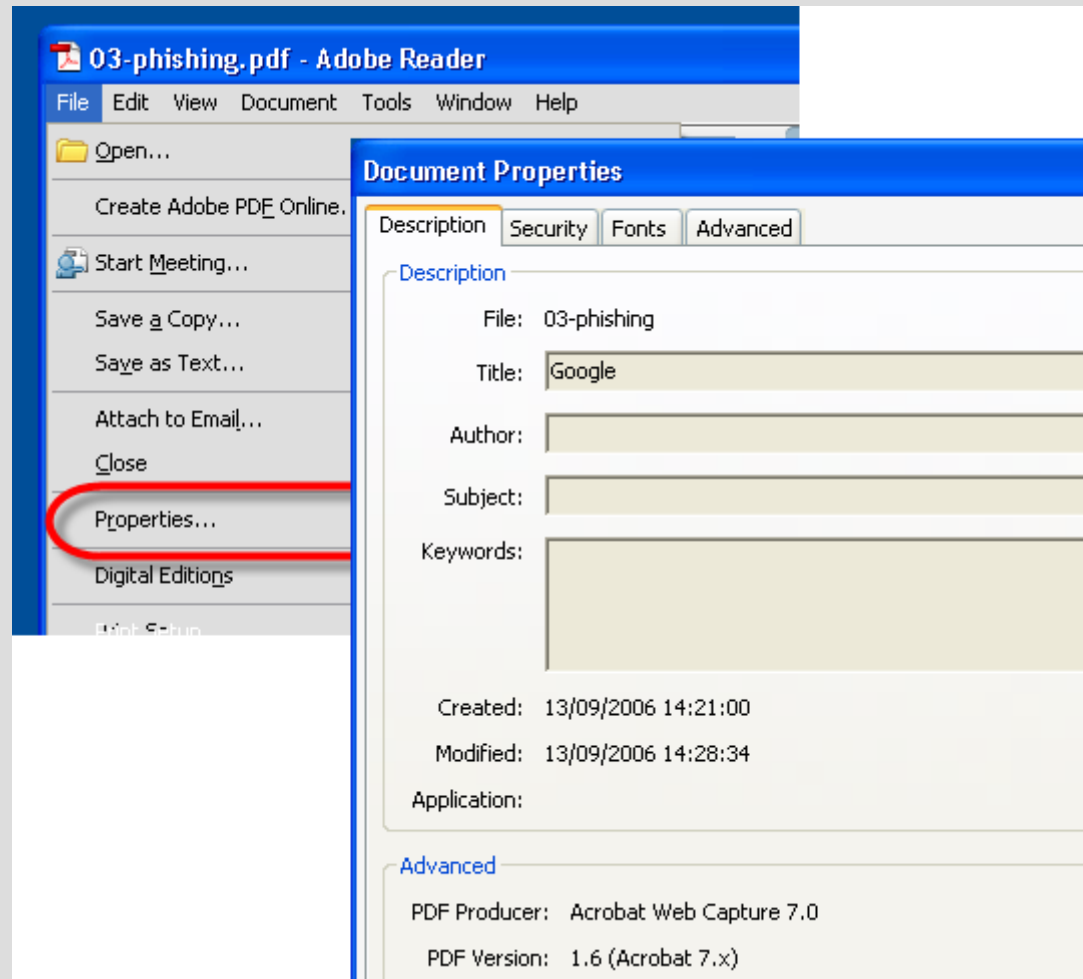 03-phishing.pdf - Adobe Reader
File Edit View Document Tools Window Help
Open...
Create Adobe PDF Online.
Start Meeting...
Save a Copy...
Save as Text...
Attach to Email...
Close
Properties...
Digital Editions
Print Setup
Document Properties
Description Security Fonts Advanced
Description
File: 03-phishing
Title: Google
Author:
Subject:
Keywords:
Created: 13/09/2006 14:21:00
Modified: 13/09/2006 14:28:34
Application:
Advanced
PDF Producer: Acrobat Web Capture 7.0
PDF Version: 1.6 (Acrobat 7.x)